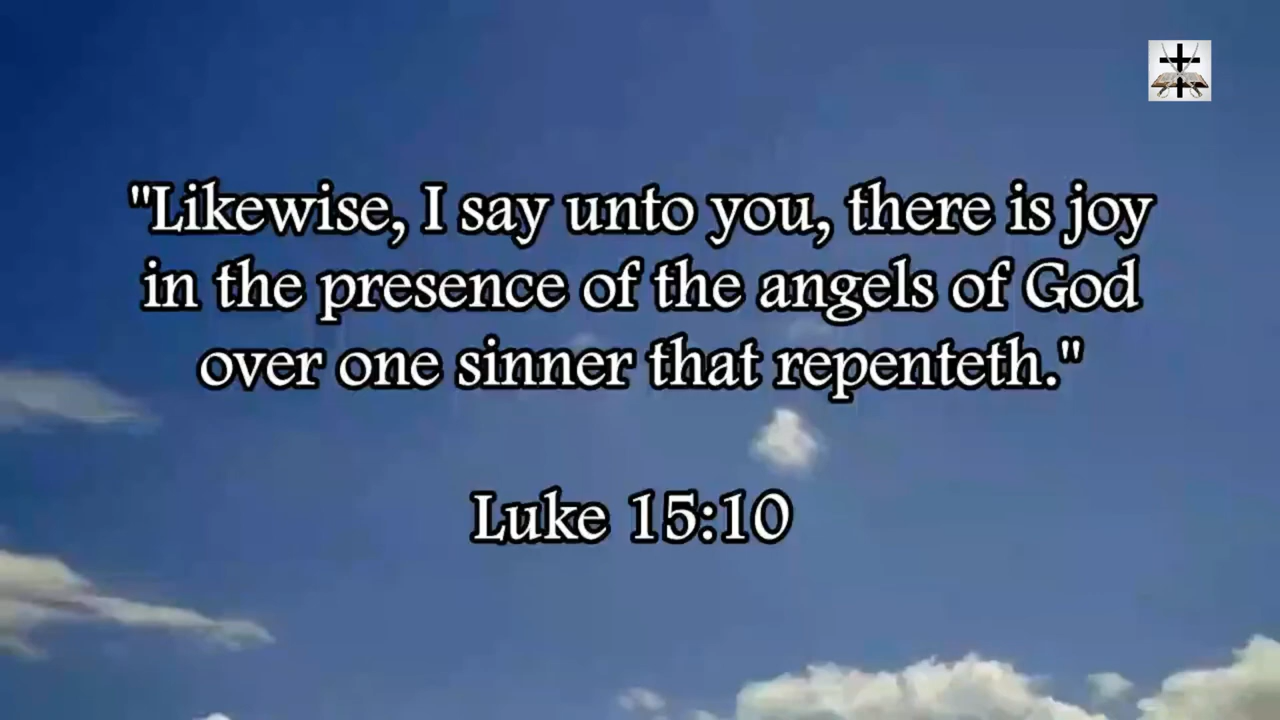 "Likewise, I say unto you, there is joy
in the presence of the angels of God
over one sinner that repenteth."
Luke 15:10